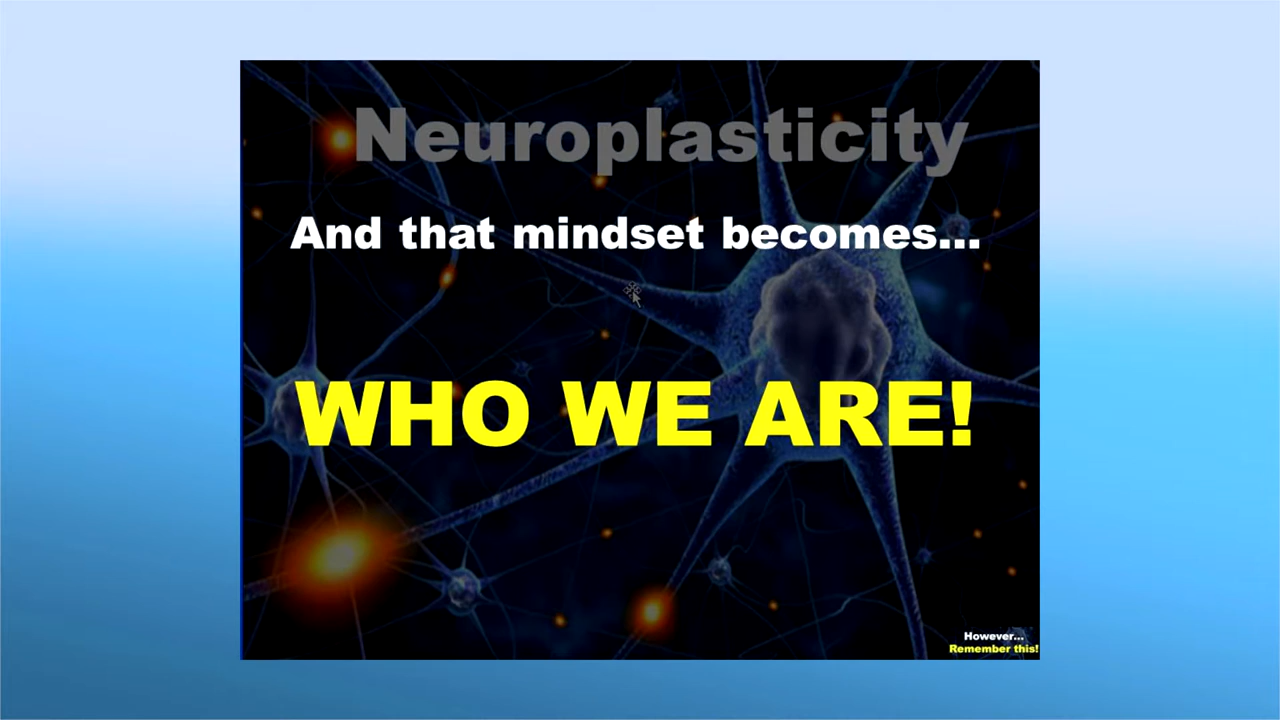 Neuroplasticity
And that mindset becomes...
WHO WE ARE!
However...
Remember this!